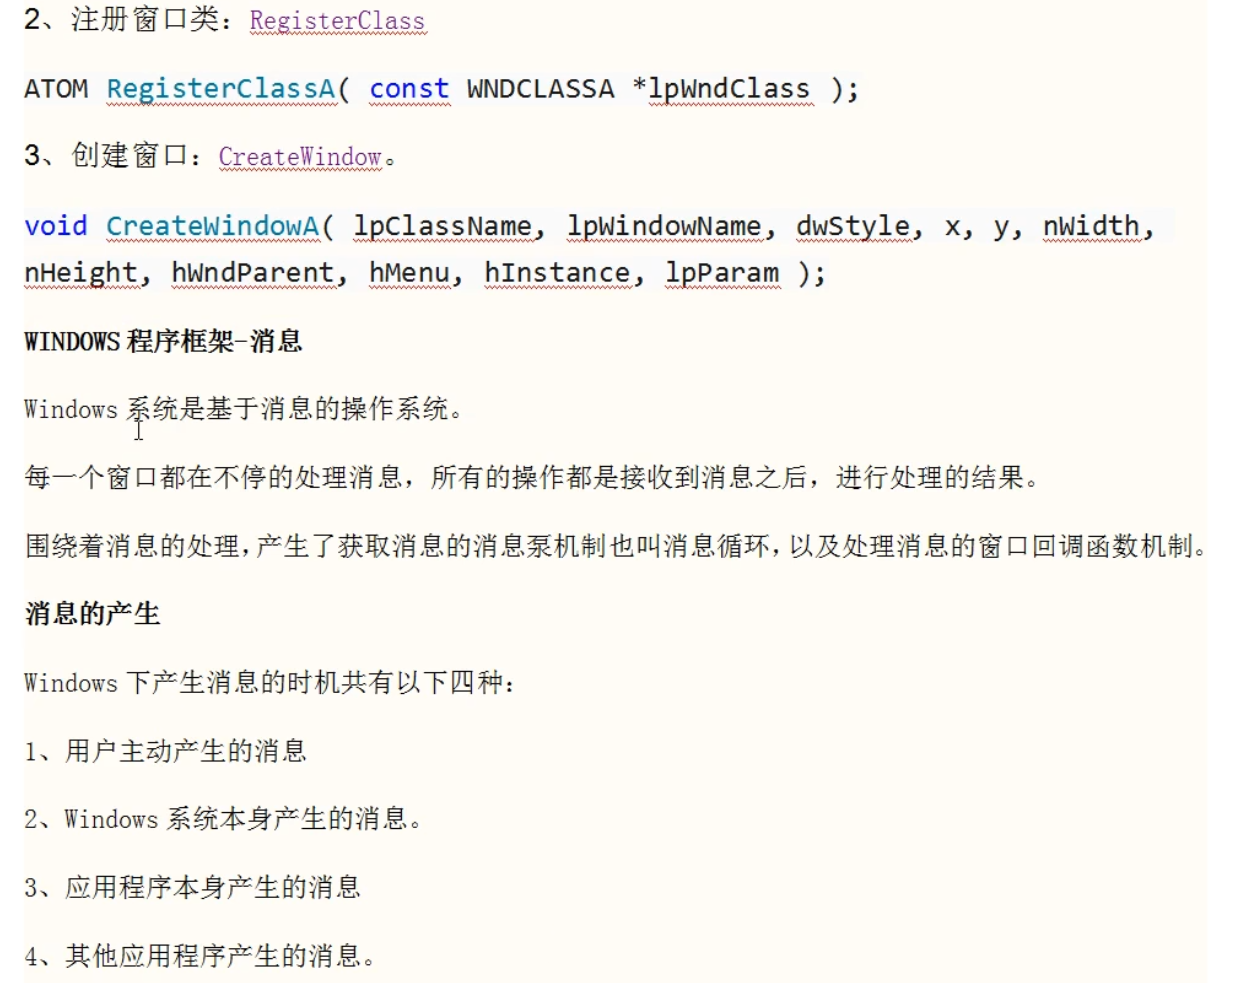 2、注册窗口类：RegisterClass
ATOM RegisterClassA( const WNDCLASSA *lpWndClass );
3、创建窗口：CreateWindow。
void CreateWindowA( lpClassName, lpWindowName, dwStyle, x, y, nWidth,
nHeight, hWndParent, hMenu, hInstance, lpParam );
WINDOWS 程序框架-消息
Windows 系统是基于消息的操作系统。
每一个窗口都在不停的处理消息，所有的操作都是接收到消息之后，进行处理的结果。
围绕着消息的处理，产生了获取消息的消息泵机制也叫消息循环，以及处理消息的窗口回调函数机制。
消息的产生
Windows 下产生消息的时机共有以下四种：
1、用户主动产生的消息
2、Windows 系统本身产生的消息。
3、应用程序本身产生的消息
4、其他应用程序产生的消息。